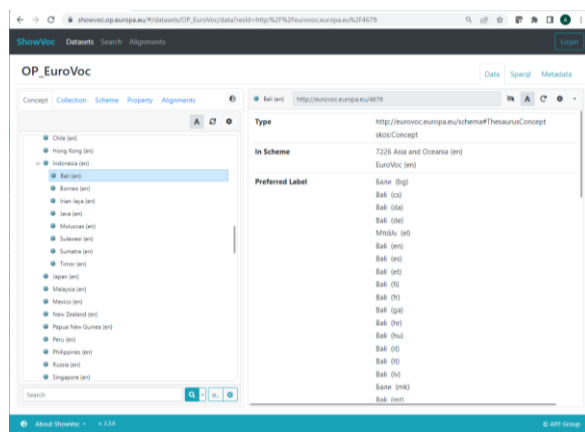 showvoc.op.europa.eu/#/datasets/OP_EuroVoc/data?resId=http:%2F%2Feurovoc.europa.eu%2F4679
ShowVoc Datasets Search Alignments Login
OP_EuroVoc
Data Sparql Metadata
Concept Collection Scheme Property Alignments
A
Chile (en)
Hong Kong (en)
Indonesia (en)
Bali (en)
Borneo (en)
Irian Jaya (en)
Java (en)
Moluccas (en)
Sulawesi (en)
Sumatra (en)
Timor (en)
Japan (en)
Malaysia (en)
Mexico (en)
New Zealand (en)
Papua New Guinea (en)
Peru (en)
Philippines (en)
Russia (en)
Singapore (en)
Search
Bali (en) http://eurovoc.europa.eu/4679 A
Type http://eurovoc.europa.eu/schema#ThesaurusConcept
skos:Concept
In Scheme 7226 Asia and Oceania (en)
EuroVoc (en)
Preferred Label Бали (bg)
Bali (cs)
Bali (da)
Bali (de)
Μπάλι (el)
Bali (en)
Bali (es)
Bali (et)
Bali (fi)
Bali (fr)
Bali (ga)
Bali (hr)
Bali (hu)
Bali (it)
Bali (lt)
Bali (lv)
Бали (mk)
Bali (mt)
About ShowVoc v 2.3.0 © ART Group